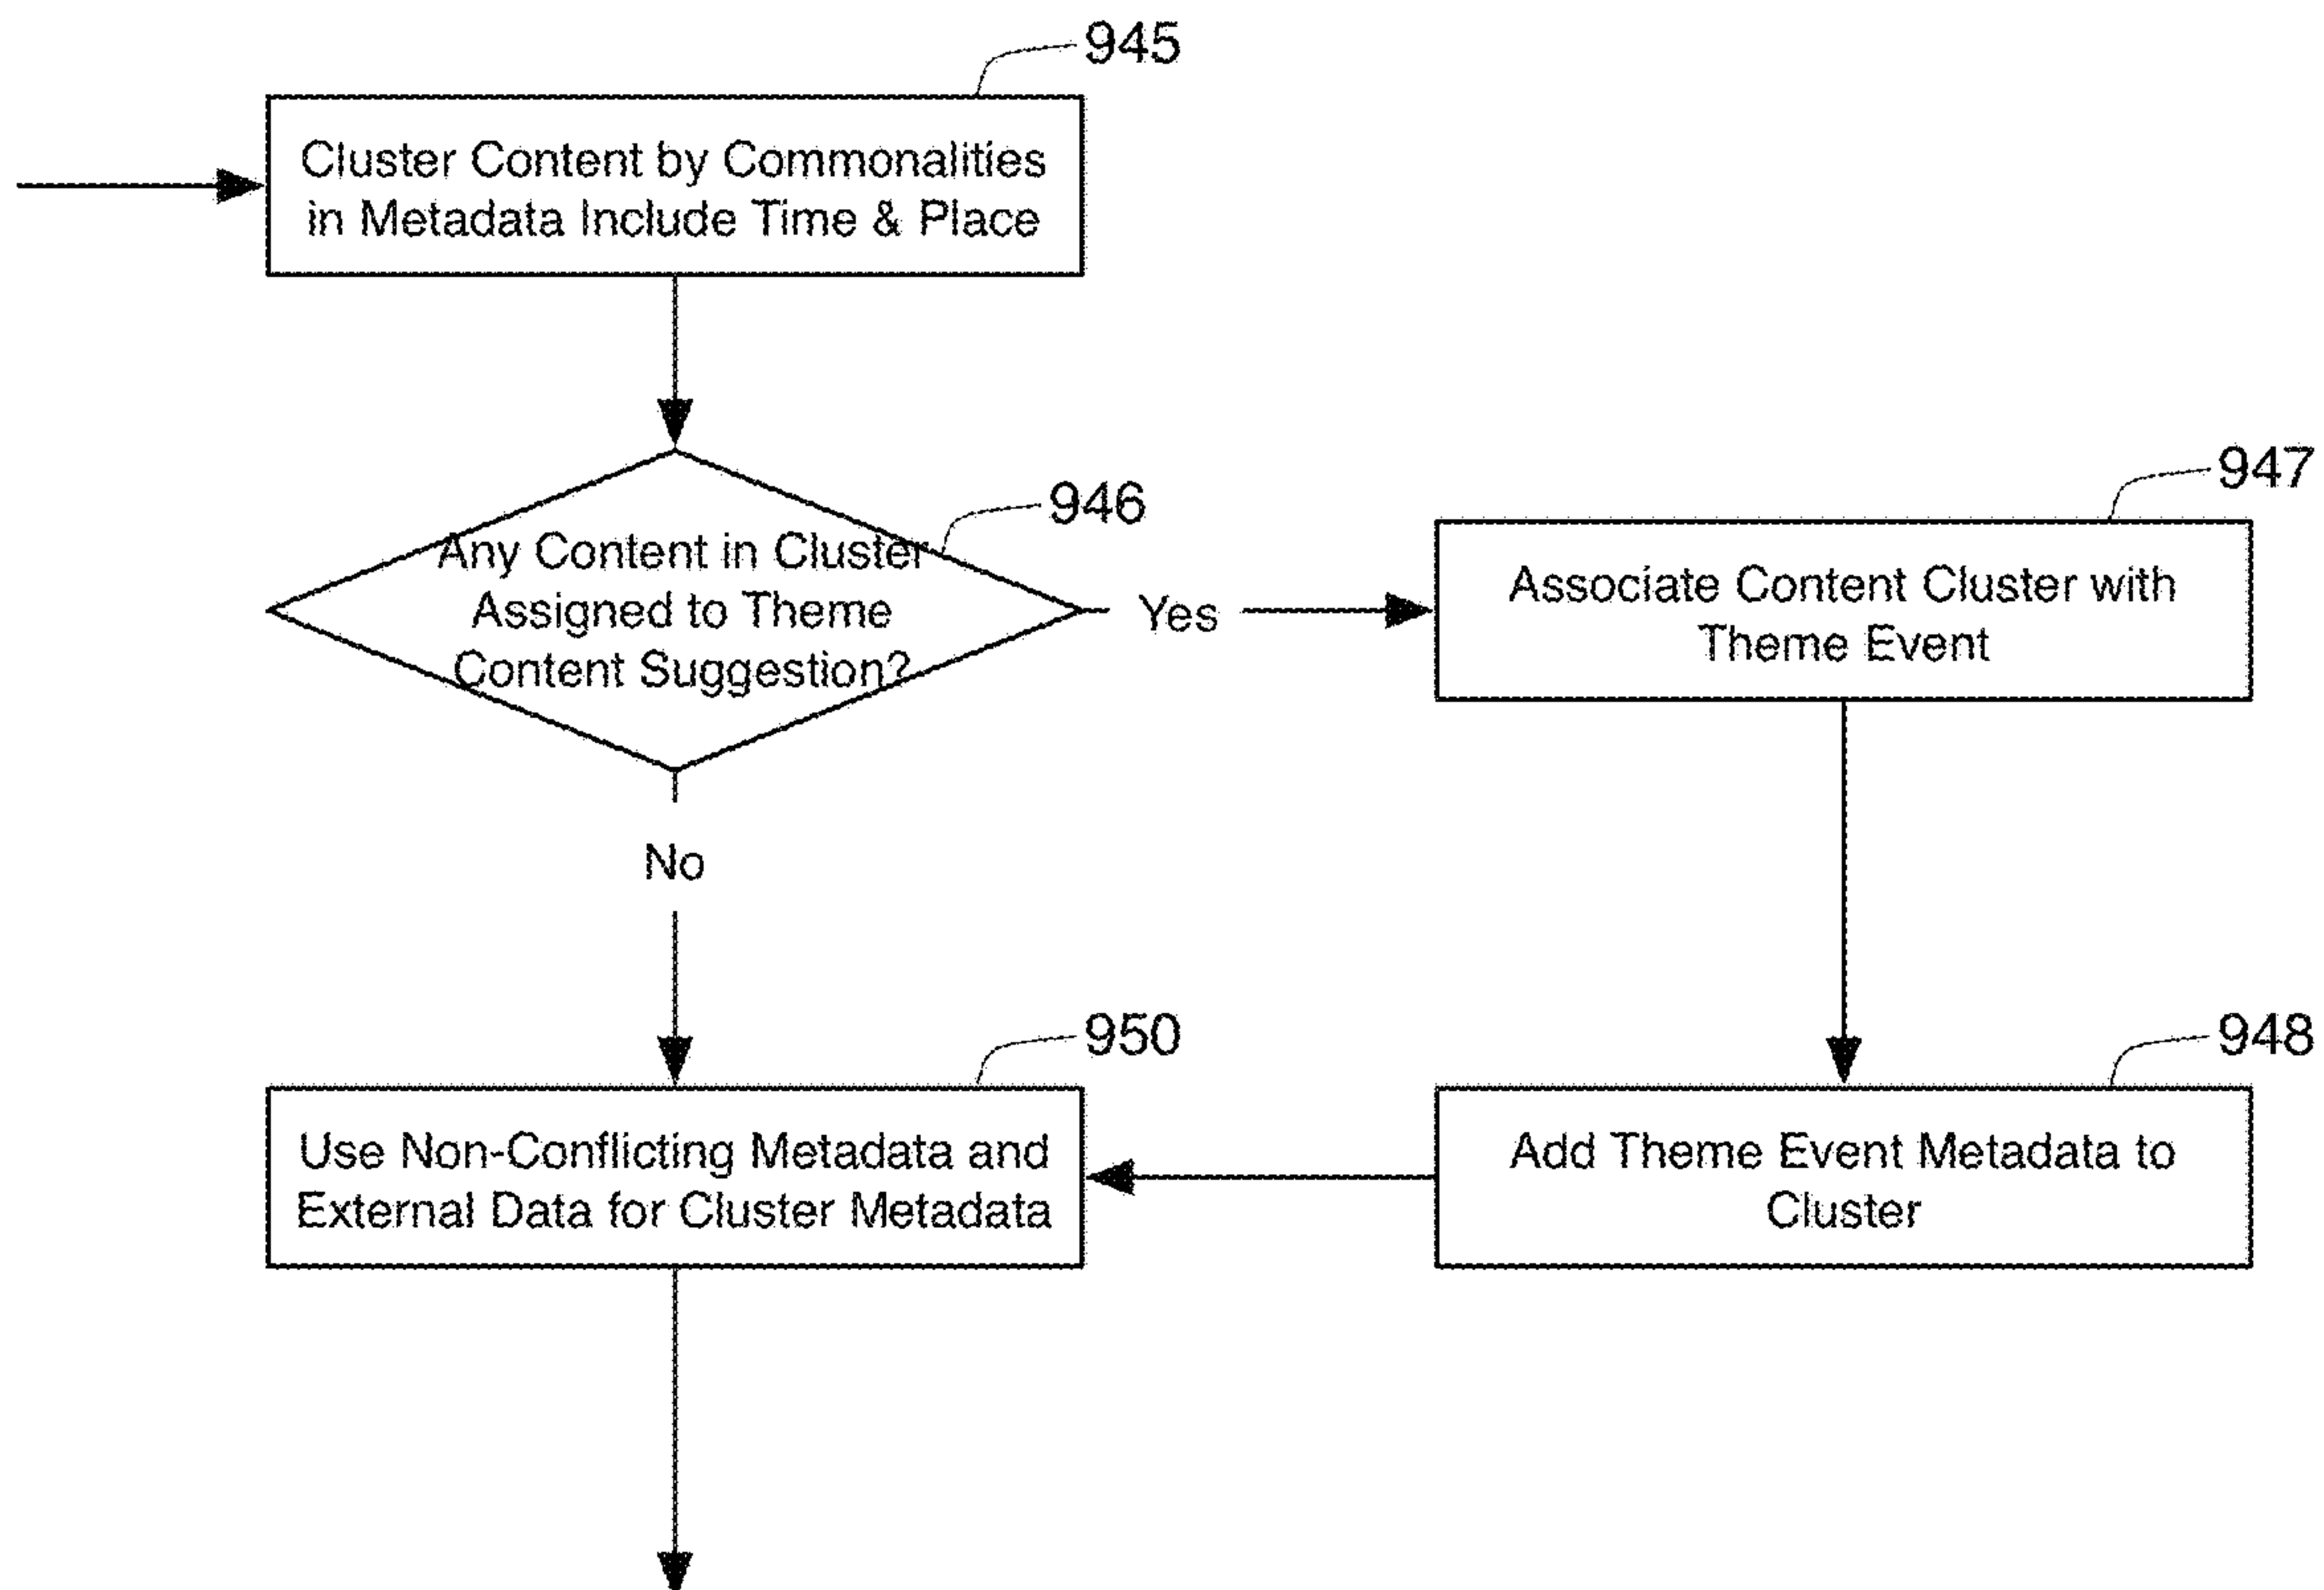 945
Cluster Content by Commonalities
in Metadata Include Time & Place
946
Any Content in Cluster
Assigned to Theme
Content Suggestion?
Yes
947
Associate Content Cluster with
Theme Event
No
950
Use Non-Conflicting Metadata and
External Data for Cluster Metadata
948
Add Theme Event Metadata to
Cluster